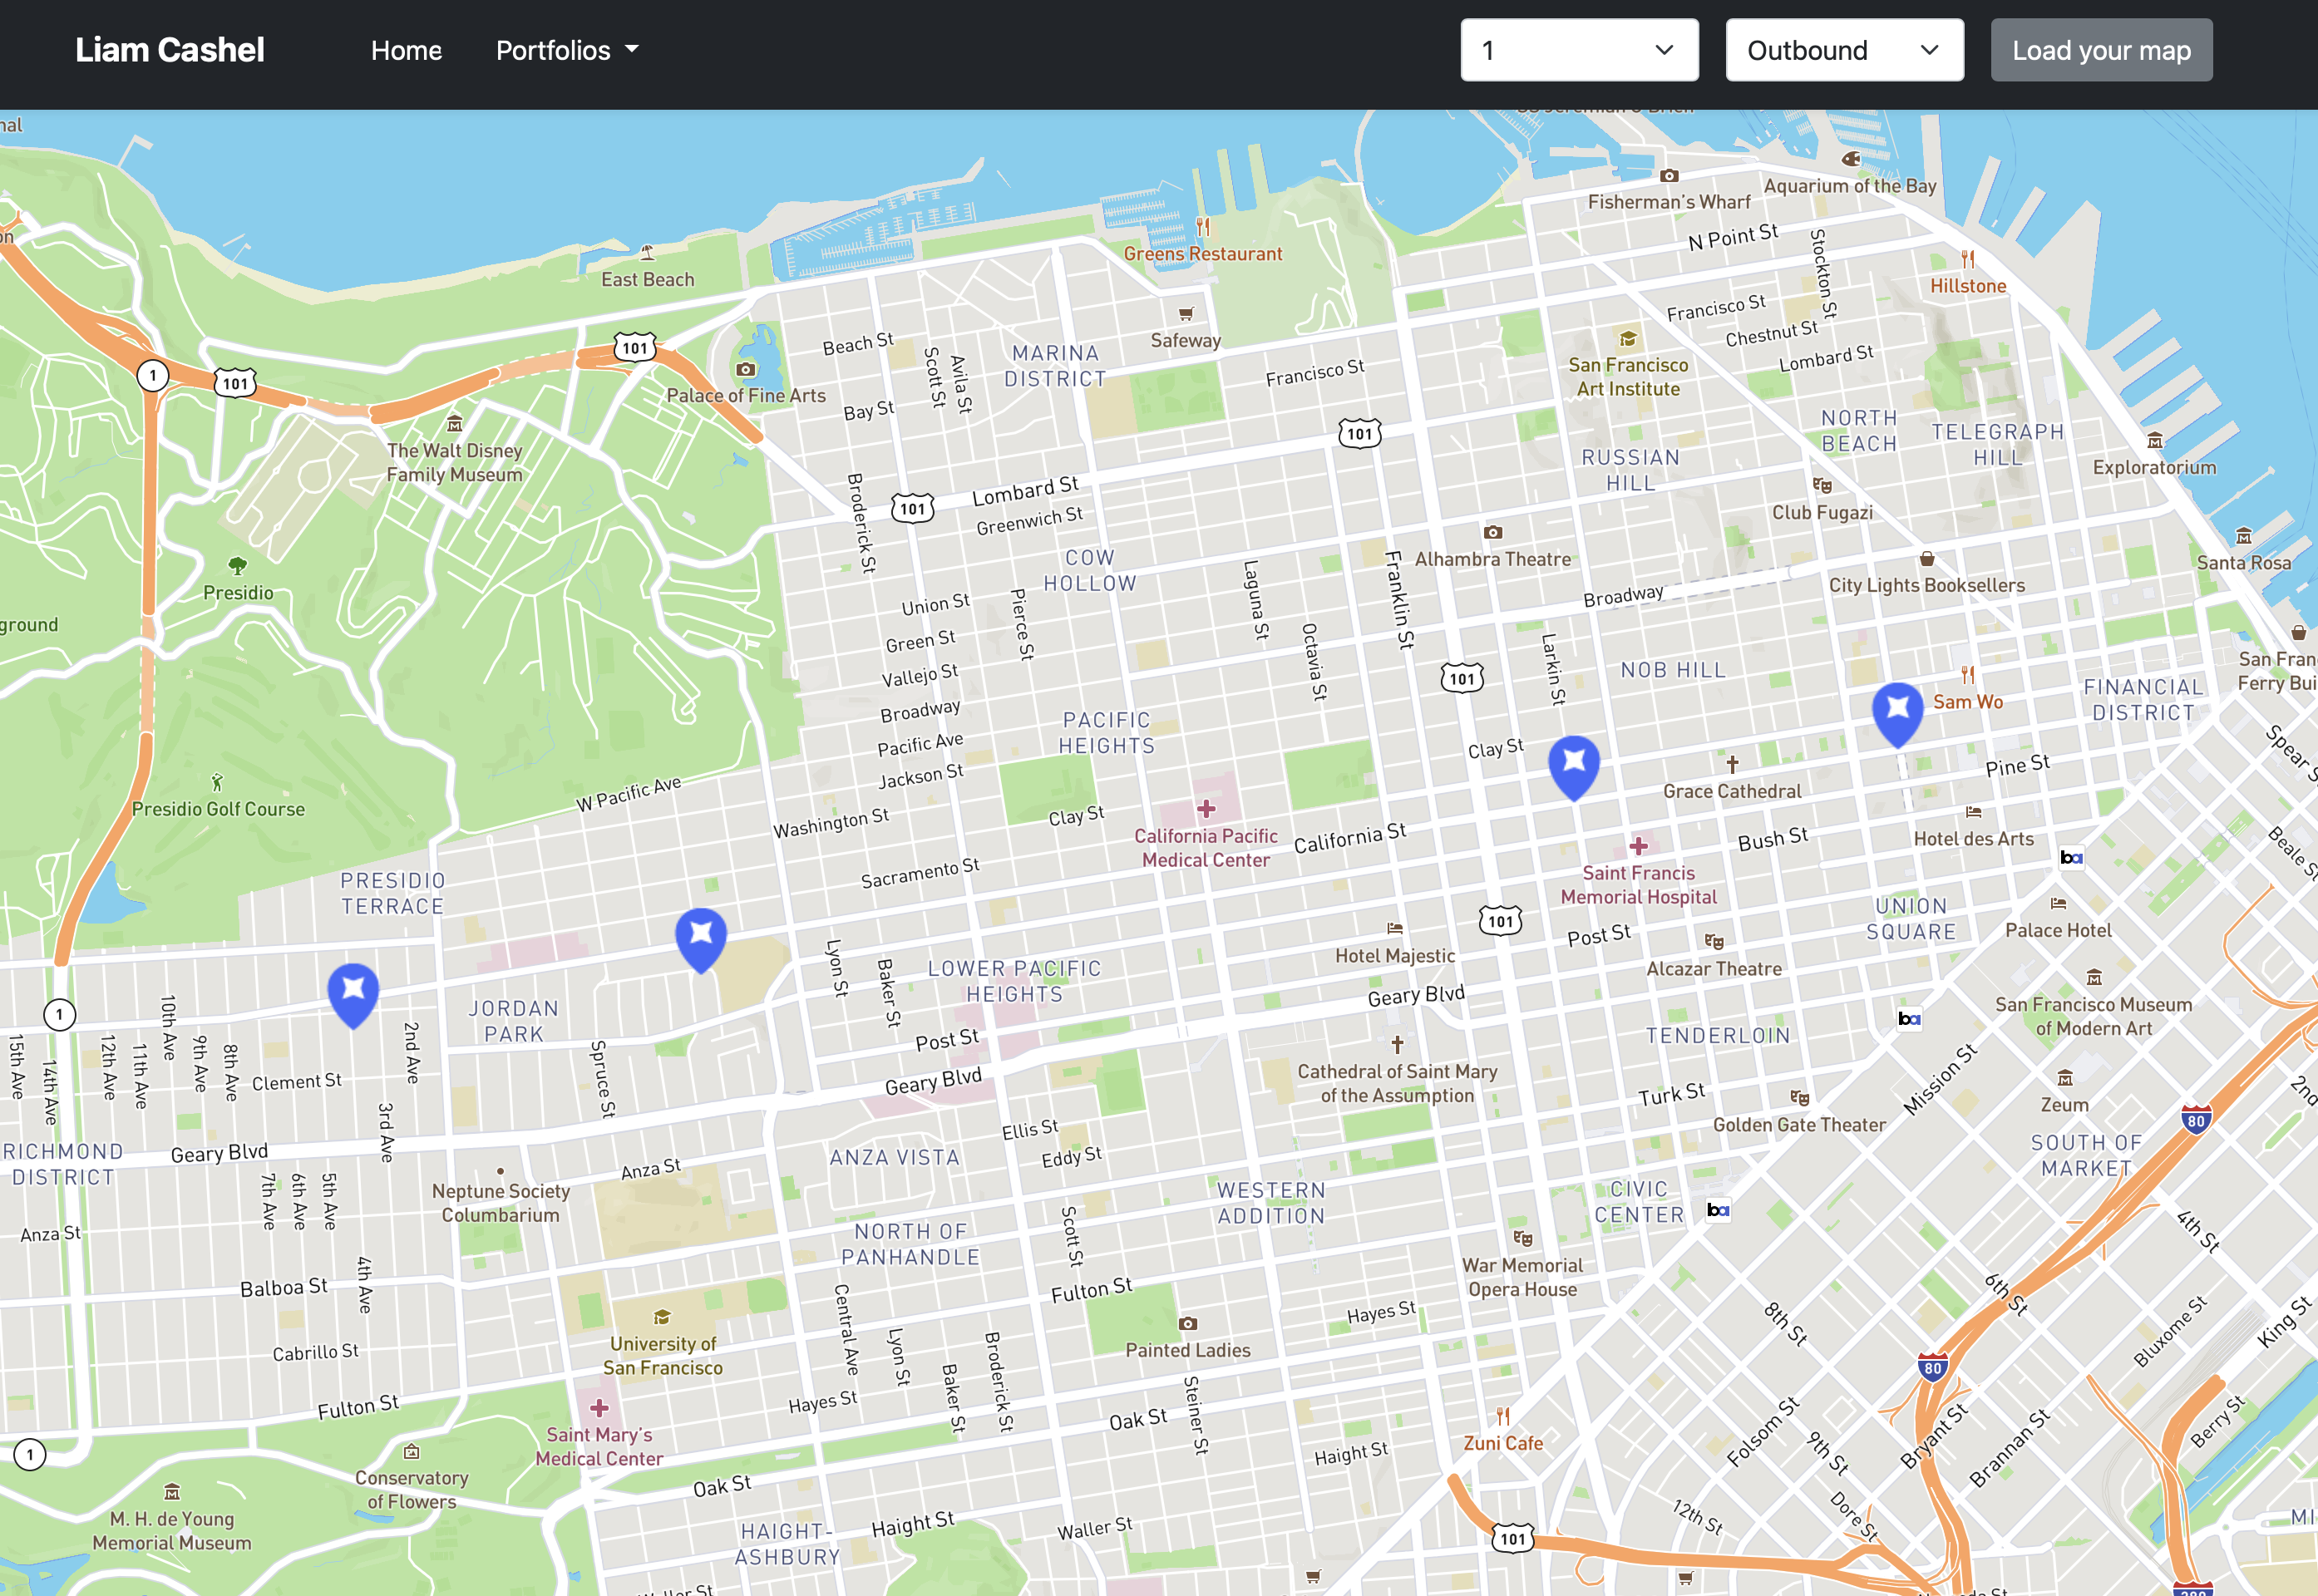 Liam Cashel
Home
Portfolios
1
Outbound
Load your map
Fisherman's Wharf
Aquarium of the Bay
N Point St
Stockton St
Greens Restaurant
East Beach
Hillstone
Francisco St
Chestnut St
Lombard St
San Francisco
Art Institute
Safeway
Beach St
Scott St
Avila St
MARINA
DISTRICT
Francisco St
1
101
101
Palace of Fine Arts
Bay St
The Walt Disney
Family Museum
101
NORTH
BEACH
TELEGRAPH
HILL
RUSSIAN
HILL
Exploratorium
Broderick St
101
Lombard St
Greenwich St
Club Fugazi
Alhambra Theatre
Santa Rosa
Presidio
COW
HOLLOW
Laguna St
Franklin St
City Lights Booksellers
Broadway
Union St
Pierce St
Green St
Octavia St
Larkin St
Vallejo St
NOB HILL
101
Sam Wo
FINANCIAL
DISTRICT
Broadway
PACIFIC
HEIGHTS
Pacific Ave
Jackson St
Clay St
Pine St
Grace Cathedral
Presidio Golf Course
W Pacific Ave
Washington St
Clay St
California Pacific
Medical Center
California St
Bush St
Hotel des Arts
Beale St
ba
Saint Francis
Memorial Hospital
PRESIDIO
TERRACE
Sacramento St
101
Post St
UNION
SQUARE
Palace Hotel
Hotel Majestic
Alcazar Theatre
Lyon St
Baker St
LOWER PACIFIC
HEIGHTS
Geary Blvd
San Francisco Museum
of Modern Art
ba
1
JORDAN
PARK
TENDERLOIN
15th Ave
14th Ave
12th Ave
11th Ave
10th Ave
9th Ave
8th Ave
2nd Ave
Spruce St
Post St
Clement St
Geary Blvd
Cathedral of Saint Mary
of the Assumption
Turk St
Mission St
Zeum
Golden Gate Theater
80
3rd Ave
RICHMOND
DISTRICT
Geary Blvd
Anza St
ANZA VISTA
Ellis St
Eddy St
SOUTH OF
MARKET
7th Ave
6th Ave
5th Ave
Neptune Society
Columbarium
WESTERN
ADDITION
CIVIC
CENTER
ba
4th St
Anza St
NORTH OF
PANHANDLE
Scott St
War Memorial
Opera House
Balboa St
4th Ave
Fulton St
Hayes St
6th St
8th St
Bluxome St
King St
Cabrillo St
University of
San Francisco
Central Ave
Lyon St
Baker St
Broderick St
Painted Ladies
80
Fulton St
Hayes St
Steiner St
Oak St
Saint Mary's
Medical Center
Haight St
Zuni Cafe
Folsom St
9th St
Bryant St
Brannan St
Berry St
1
Conservatory
of Flowers
Oak St
M. H. de Young
Memorial Museum
HAIGHT-
ASHBURY
Haight St
Waller St
12th St
Dore St
101